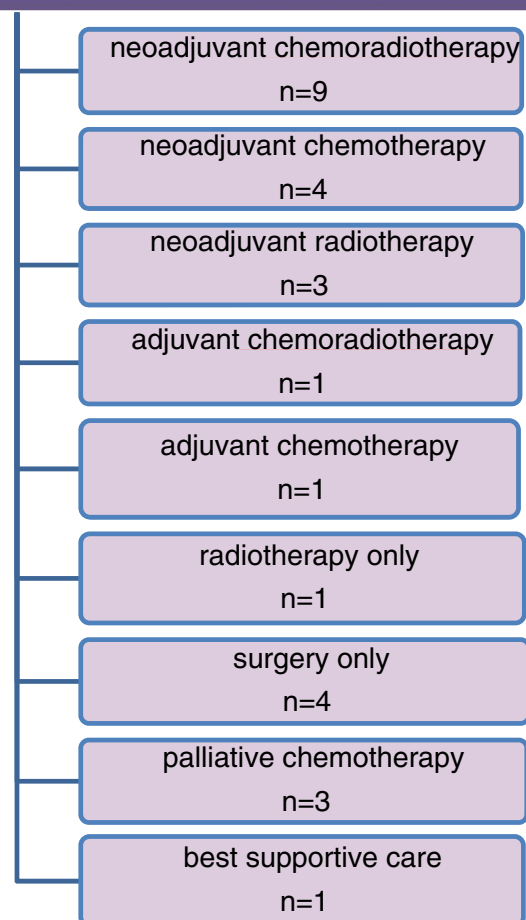 neoadjuvant chemoradiotherapy
n=9
neoadjuvant chemotherapy
n=4
neoadjuvant radiotherapy
n=3
adjuvant chemoradiotherapy
n=1
adjuvant chemotherapy
n=1
radiotherapy only
n=1
surgery only
n=4
palliative chemotherapy
n=3
best supportive care
n=1